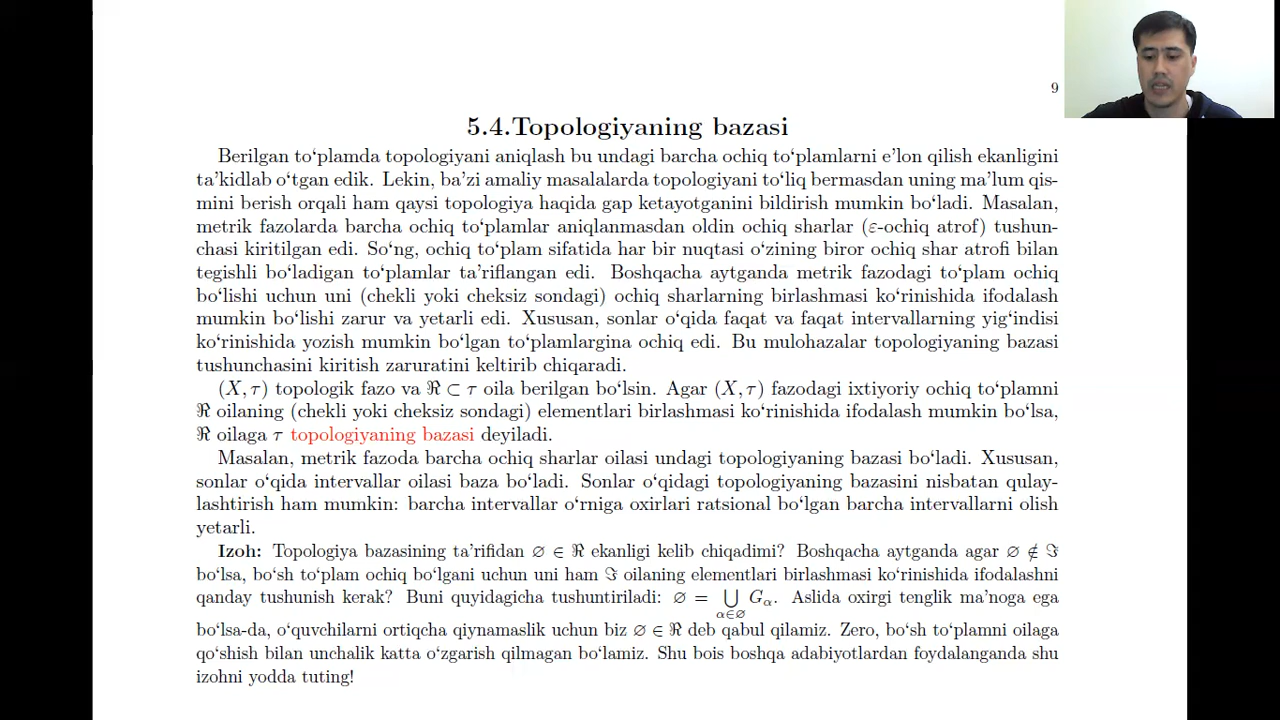 9
5.4.Topologiyaning bazasi
Berilgan to‘plamda topologiyani aniqlash bu undagi barcha ochiq to‘plamlarni e’lon qilish ekanligini
ta’kidlab o‘tgan edik. Lekin, ba’zi amaliy masalalarda topologiyani to‘liq bermasdan uning ma’lum qis-
mini berish orqali ham qaysi topologiya haqida gap ketayotganini bildirish mumkin bo‘ladi. Masalan,
metrik fazolarda barcha ochiq to‘plamlar aniqlanmasdan oldin ochiq sharlar (ε-ochiq atrof) tushun-
chasi kiritilgan edi. So‘ng, ochiq to‘plam sifatida har bir nuqtasi o‘zining biror ochiq shar atrofi bilan
tegishli bo‘ladigan to‘plamlar ta’riflangan edi. Boshqacha aytganda metrik fazodagi to‘plam ochiq
bo‘lishi uchun uni (chekli yoki cheksiz sondagi) ochiq sharlarning birlashmasi ko‘rinishida ifodalash
mumkin bo‘lishi zarur va yetarli edi. Xususan, sonlar o‘qida faqat va faqat intervallarning yig‘indisi
ko‘rinishida yozish mumkin bo‘lgan to‘plamlargina ochiq edi. Bu mulohazalar topologiyaning bazasi
tushunchasini kiritish zaruratini keltirib chiqaradi.
(X, τ) topologik fazo va ℜ ⊂ τ oila berilgan bo‘lsin. Agar (X, τ) fazodagi ixtiyoriy ochiq to‘plamni
ℜ oilaning (chekli yoki cheksiz sondagi) elementlari birlashmasi ko‘rinishida ifodalash mumkin bo‘lsa,
ℜ oilaga τ topologiyaning bazasi deyiladi.
Masalan, metrik fazoda barcha ochiq sharlar oilasi undagi topologiyaning bazasi bo‘ladi. Xususan,
sonlar o‘qida intervallar oilasi baza bo‘ladi. Sonlar o‘qidagi topologiyaning bazasini nisbatan qulay-
lashtirish ham mumkin: barcha intervallar o‘rniga oxirlari ratsional bo‘lgan barcha intervallarni olish
yetarli.
Izoh: Topologiya bazasining ta’rifidan ∅ ∈ ℜ ekanligi kelib chiqadimi? Boshqacha aytganda agar ∅ ∉ ℑ
bo‘lsa, bo‘sh to‘plam ochiq bo‘lgani uchun uni ham ℑ oilaning elementlari birlashmasi ko‘rinishida ifodalashni
qanday tushunish kerak? Buni quyidagicha tushuntiriladi: ∅ = ⋃ Gα. Aslida oxirgi tenglik ma’noga ega
α∈∅
bo‘lsa-da, o‘quvchilarni ortiqcha qiynamaslik uchun biz ∅ ∈ ℜ deb qabul qilamiz. Zero, bo‘sh to‘plamni oilaga
qo‘shish bilan unchalik katta o‘zgarish qilmagan bo‘lamiz. Shu bois boshqa adabiyotlardan foydalanganda shu
izohni yodda tuting!